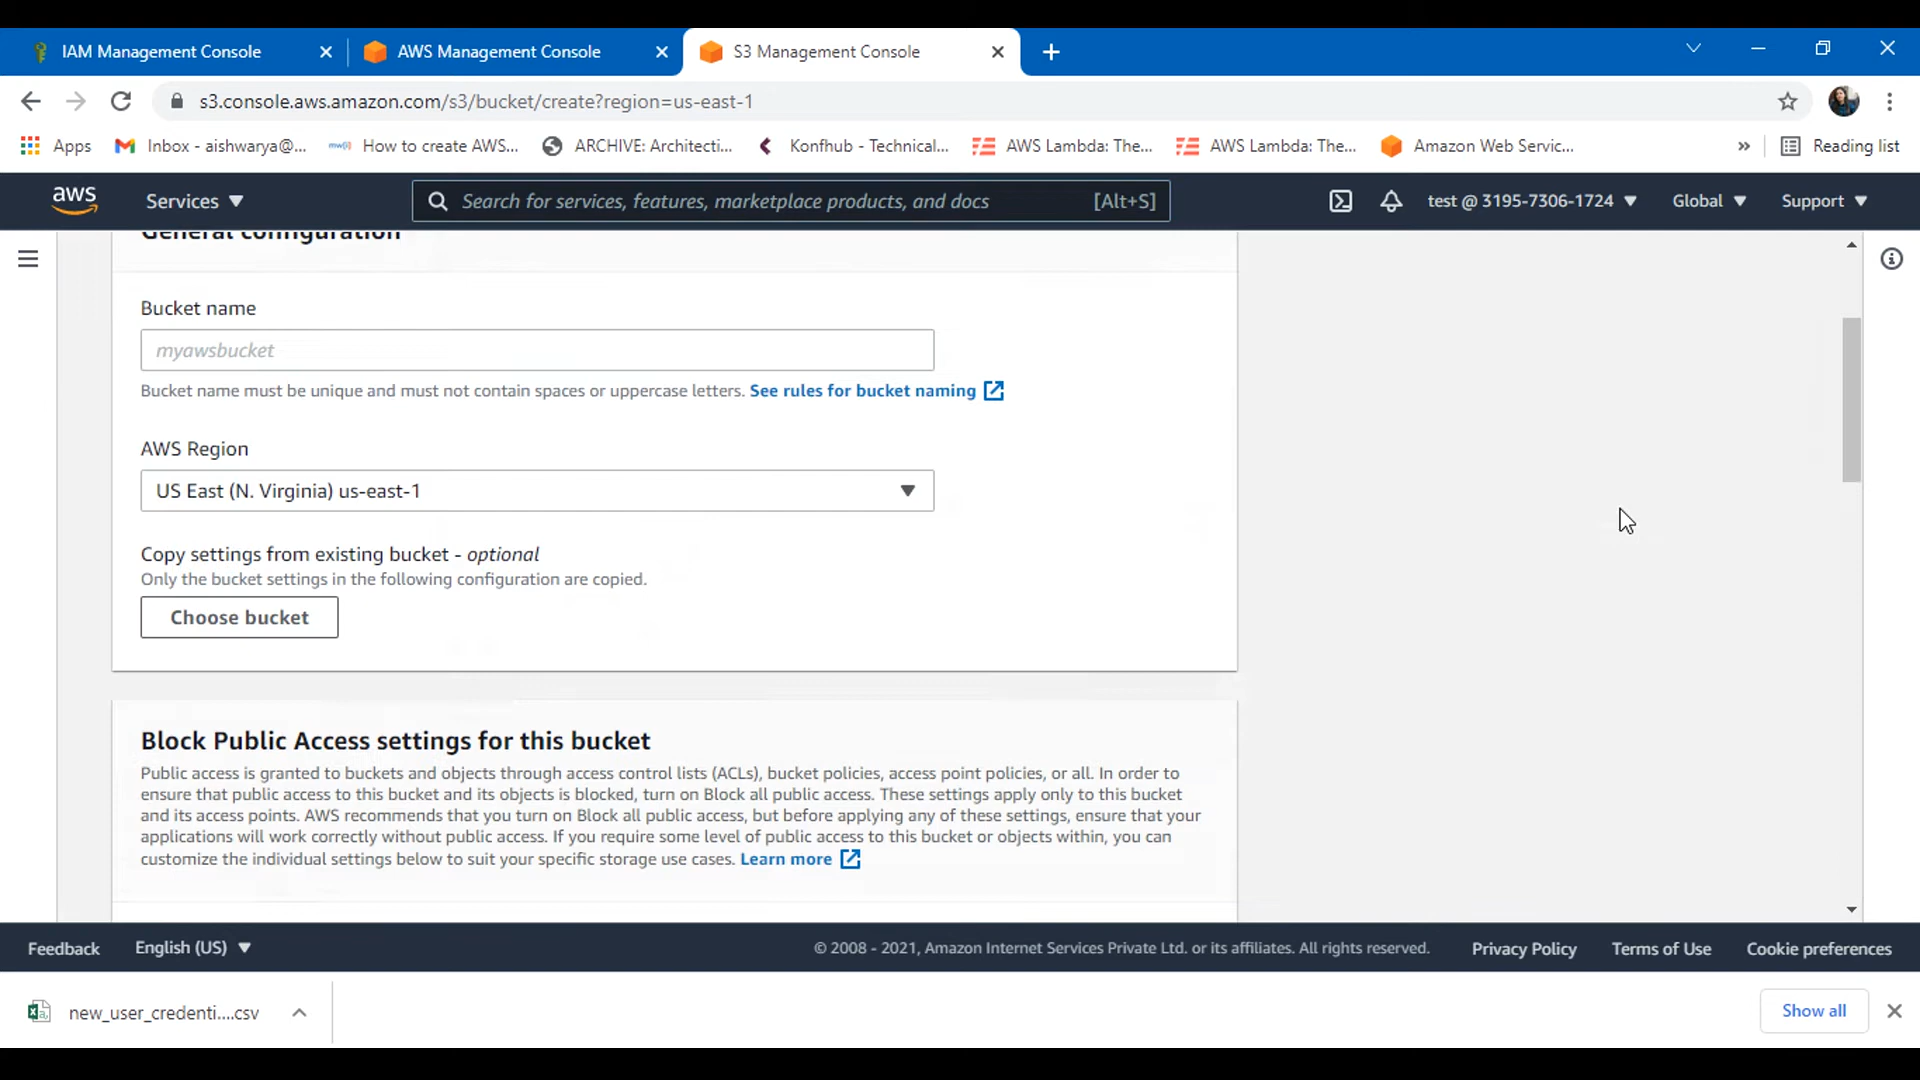 IAM Management Console
AWS Management Console
S3 Management Console
s3.console.aws.amazon.com/s3/bucket/create?region=us-east-1
Apps
Inbox - aishwarya@...
How to create AWS...
ARCHIVE: Architecti...
Konfhub - Technical...
AWS Lambda: The...
AWS Lambda: The...
Amazon Web Servic...
»
Reading list
aws
Services
Search for services, features, marketplace products, and docs
[Alt+S]
test @ 3195-7306-1724
Global
Support
General configuration
Bucket name
myawsbucket
Bucket name must be unique and must not contain spaces or uppercase letters. See rules for bucket naming
AWS Region
US East (N. Virginia) us-east-1
Copy settings from existing bucket - optional
Only the bucket settings in the following configuration are copied.
Choose bucket
Block Public Access settings for this bucket
Public access is granted to buckets and objects through access control lists (ACLs), bucket policies, access point policies, or all. In order to
ensure that public access to this bucket and its objects is blocked, turn on Block all public access. These settings apply only to this bucket
and its access points. AWS recommends that you turn on Block all public access, but before applying any of these settings, ensure that your
applications will work correctly without public access. If you require some level of public access to this bucket or objects within, you can
customize the individual settings below to suit your specific storage use cases. Learn more
Feedback
English (US)
© 2008 - 2021, Amazon Internet Services Private Ltd. or its affiliates. All rights reserved.
Privacy Policy
Terms of Use
Cookie preferences
new_user_credenti....csv
Show all